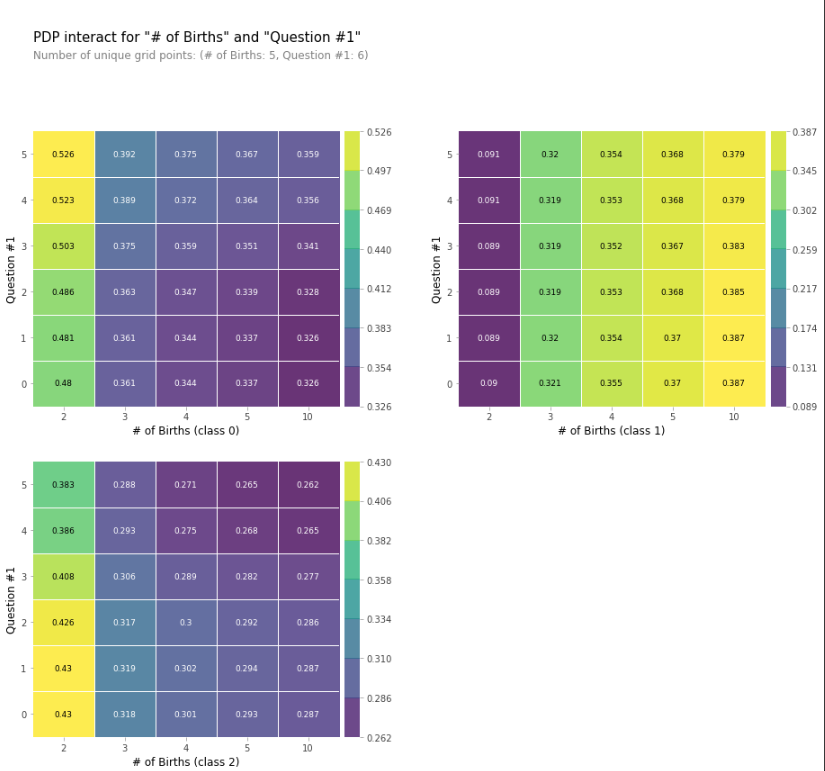 PDP interact for "# of Births" and "Question #1"
Number of unique grid points: (# of Births: 5, Question #1: 6)
Question #1
5 0.526 0.392 0.375 0.367 0.359
4 0.523 0.389 0.372 0.364 0.356
3 0.503 0.375 0.359 0.351 0.341
2 0.486 0.363 0.347 0.339 0.328
1 0.481 0.361 0.344 0.337 0.326
0 0.48 0.361 0.344 0.337 0.326
2 3 4 5 10
# of Births (class 0)
0.526
0.497
0.469
0.440
0.412
0.383
0.354
0.326
Question #1
5 0.091 0.32 0.354 0.368 0.379
4 0.091 0.319 0.353 0.368 0.379
3 0.089 0.319 0.352 0.367 0.383
2 0.089 0.319 0.353 0.368 0.385
1 0.089 0.32 0.354 0.37 0.387
0 0.09 0.321 0.355 0.37 0.387
2 3 4 5 10
# of Births (class 1)
0.387
0.345
0.302
0.259
0.217
0.174
0.131
0.089
Question #1
5 0.383 0.288 0.271 0.265 0.262
4 0.386 0.293 0.275 0.268 0.265
3 0.408 0.306 0.289 0.282 0.277
2 0.426 0.317 0.3 0.292 0.286
1 0.43 0.319 0.302 0.294 0.287
0 0.43 0.318 0.301 0.293 0.287
2 3 4 5 10
# of Births (class 2)
0.430
0.406
0.382
0.358
0.334
0.310
0.286
0.262